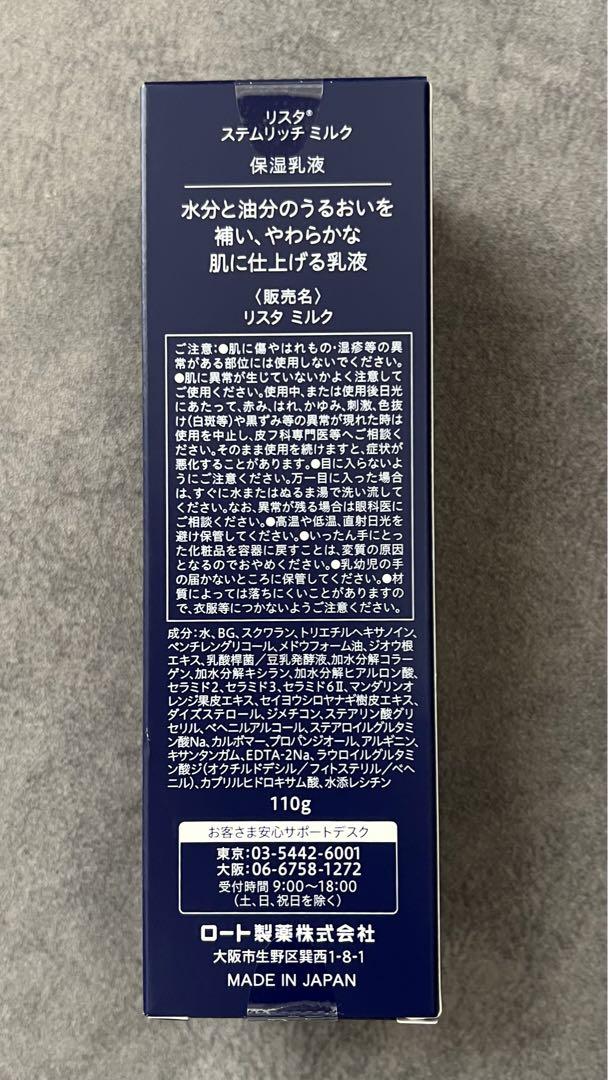 リスタ®
ステムリッチ ミルク
保湿乳液
水分と油分のうるおいを
補い、やわらかな
肌に仕上げる乳液
〈販売名〉
リスタ ミルク
ご注意:●肌に傷やはれもの・湿疹等の異
常がある部位には使用しないでください。
●肌に異常が生じていないかよく注意して
ご使用ください。使用中、または使用後日光
にあたって、赤み、はれ、かゆみ、刺激、色抜
け(白斑等)や黒ずみ等の異常が現れた時は
使用を中止し、皮フ科専門医等へご相談くだ
さい。そのまま使用を続けますと、症状が
悪化することがあります。●目に入らないよ
うにご注意ください。万一目に入った場合
は、すぐに水またはぬるま湯で洗い流して
ください。なお、異常が残る場合は眼科医に
ご相談ください。●高温や低温、直射日光を
避け保管してください。●いったん手にとっ
た化粧品を容器に戻すことは、変質の原因
となるのでおやめください。●乳幼児の手
の届かないところに保管してください。●材
質によっては落ちにくいことがありますの
で、衣服等につかないようご注意ください。
成分:水、BG、スクワラン、トリエチルヘキサノイン、
ペンチレングリコール、メドウフォーム油、ジオウ根
エキス、乳酸桿菌/豆乳発酵液、加水分解コラー
ゲン、加水分解キシラン、加水分解ヒアルロン酸、
セラミド2、セラミド3、セラミド6Ⅱ、マンダリンオ
レンジ果皮エキス、セイヨウシロヤナギ樹皮エキス、
ダイズステロール、ジメチコン、ステアリン酸グリ
セリル、ベヘニルアルコール、ステアロイルグルタミ
ン酸Na、カルボマー、プロパンジオール、アルギニン、
キサンタンガム、EDTA-2Na、ラウロイルグルタミ
ン酸ジ(オクチルドデシル/フィトステリル/ベヘ
ニル)、カプリルヒドロキサム酸、水添レシチン
110g
お客さま安心サポートデスク
東京:03-5442-6001
大阪:06-6758-1272
受付時間 9:00〜18:00
(土、日、祝日を除く)
ロート製薬株式会社
大阪市生野区巽西1-8-1
MADE IN JAPAN